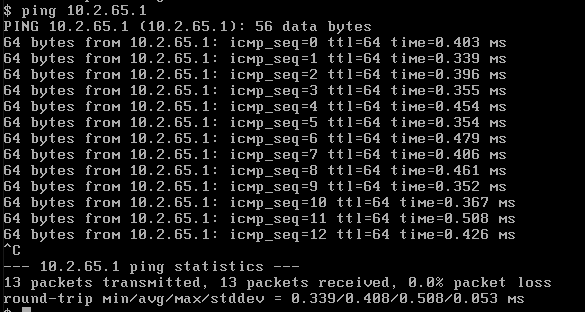 $ ping 10.2.65.1
PING 10.2.65.1 (10.2.65.1): 56 data bytes
64 bytes from 10.2.65.1: icmp_seq=0 ttl=64 time=0.403 ms
64 bytes from 10.2.65.1: icmp_seq=1 ttl=64 time=0.339 ms
64 bytes from 10.2.65.1: icmp_seq=2 ttl=64 time=0.396 ms
64 bytes from 10.2.65.1: icmp_seq=3 ttl=64 time=0.355 ms
64 bytes from 10.2.65.1: icmp_seq=4 ttl=64 time=0.454 ms
64 bytes from 10.2.65.1: icmp_seq=5 ttl=64 time=0.354 ms
64 bytes from 10.2.65.1: icmp_seq=6 ttl=64 time=0.479 ms
64 bytes from 10.2.65.1: icmp_seq=7 ttl=64 time=0.406 ms
64 bytes from 10.2.65.1: icmp_seq=8 ttl=64 time=0.461 ms
64 bytes from 10.2.65.1: icmp_seq=9 ttl=64 time=0.352 ms
64 bytes from 10.2.65.1: icmp_seq=10 ttl=64 time=0.367 ms
64 bytes from 10.2.65.1: icmp_seq=11 ttl=64 time=0.508 ms
64 bytes from 10.2.65.1: icmp_seq=12 ttl=64 time=0.426 ms
^C
--- 10.2.65.1 ping statistics ---
13 packets transmitted, 13 packets received, 0.0% packet loss
round-trip min/avg/max/stddev = 0.339/0.408/0.508/0.053 ms
$